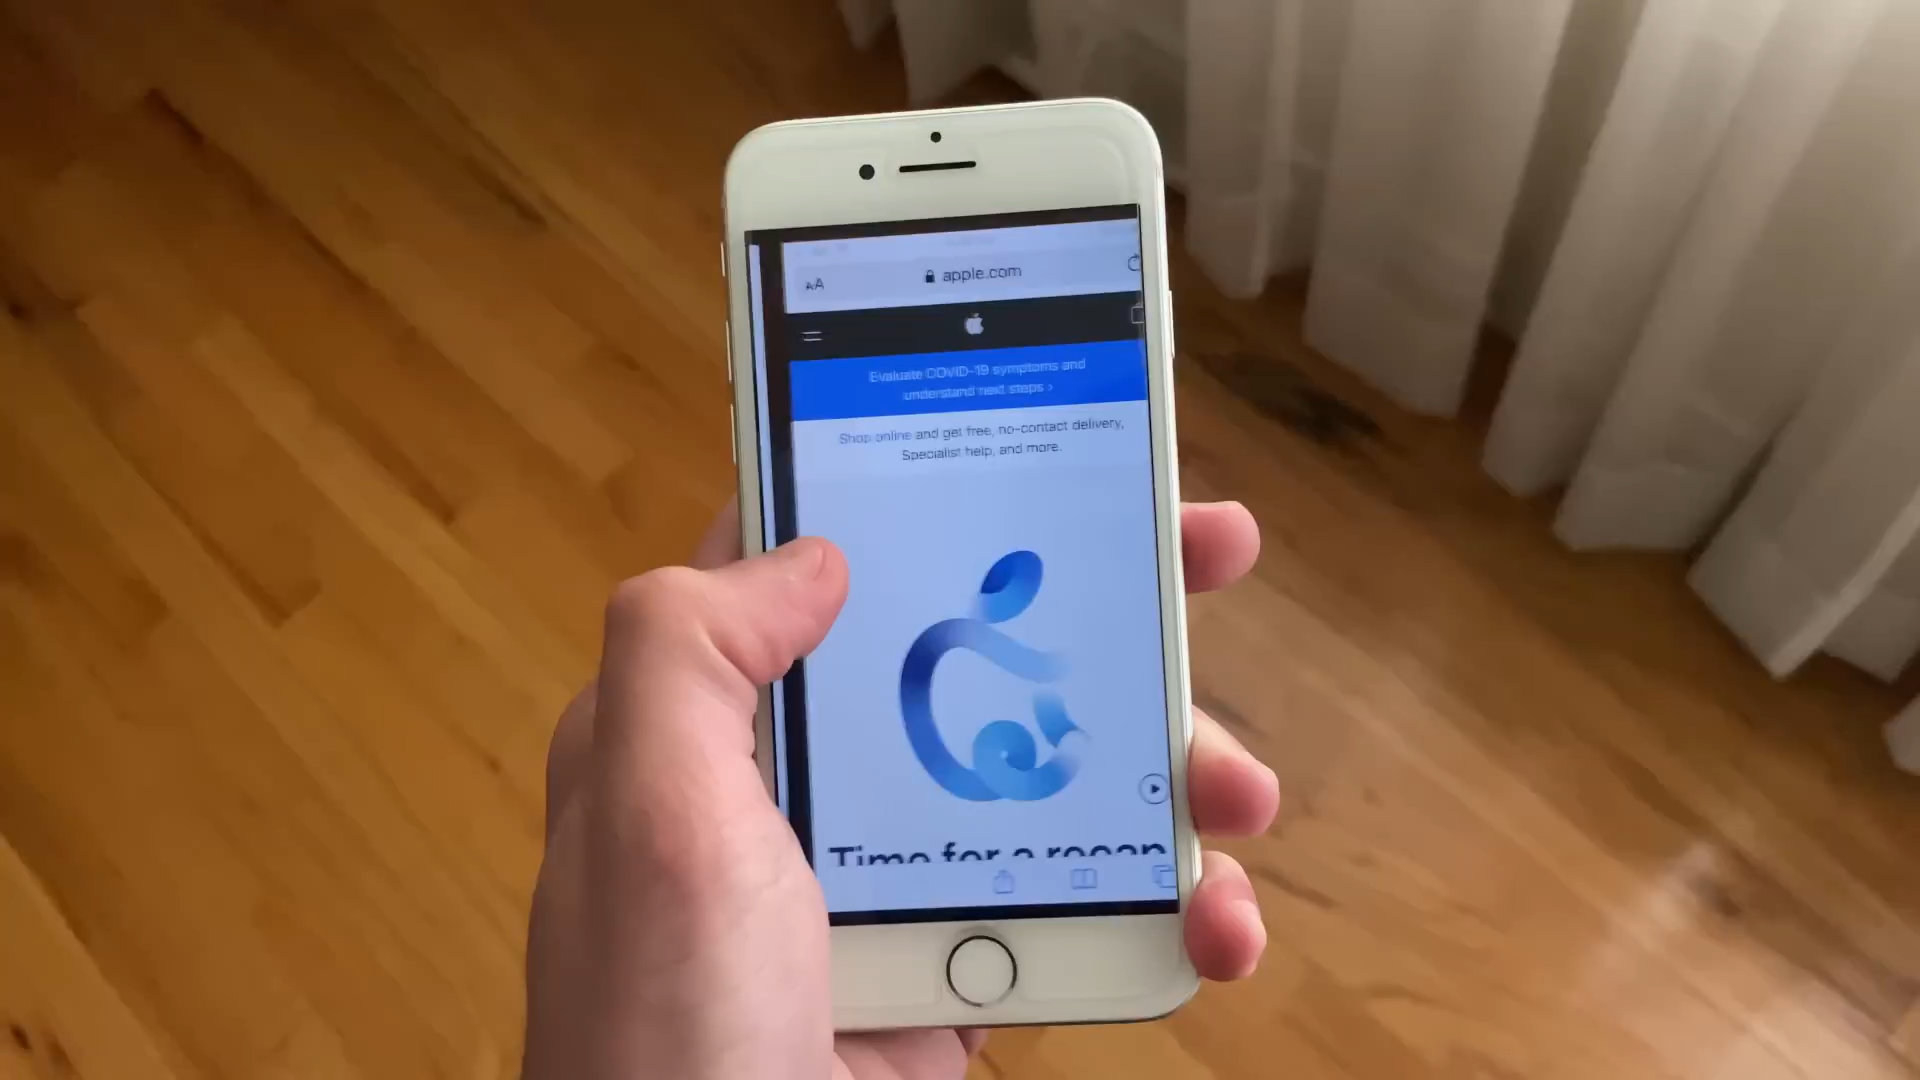 AA apple.com
Evaluate COVID-19 symptoms and
understand next steps ›
Shop online and get free, no-contact delivery,
Specialist help, and more.
Time for a recap